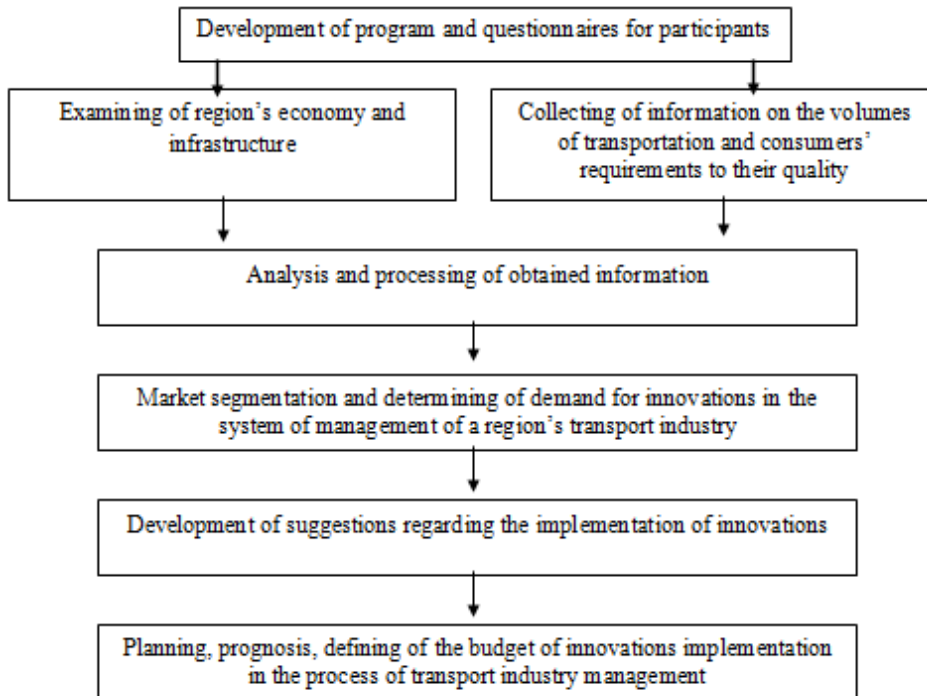 Development of program and questionnaires for participants
Examining of region’s economy and
infrastructure
Collecting of information on the volumes
of transportation and consumers’
requirements to their quality
Analysis and processing of obtained information
Market segmentation and determining of demand for innovations in the
system of management of a region’s transport industry
Development of suggestions regarding the implementation of innovations
Planning, prognosis, defining of the budget of innovations implementation
in the process of transport industry management